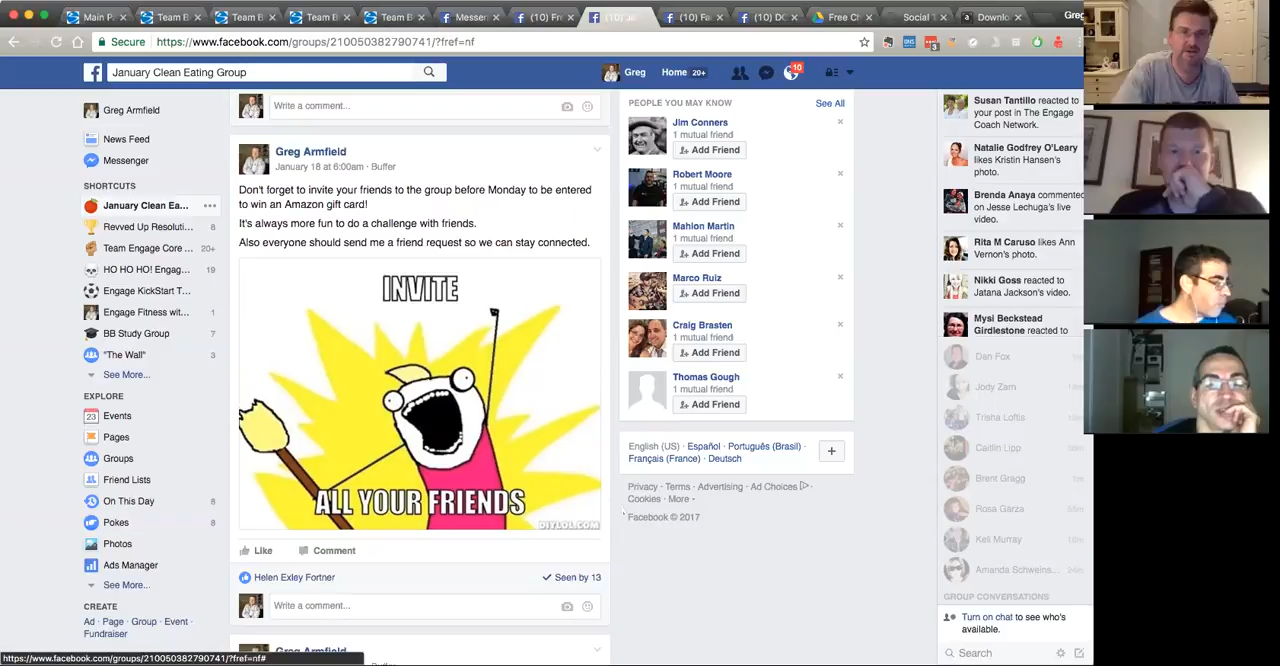 Main P
Team B
Team B
Team B
Team B
Messen
(10) Fr
(10) Fa
(10) DC
Free Ch
Social T
Downlo
Greg
Secure
https://www.facebook.com/groups/210050382790741/?fref=nf
3
January Clean Eating Group
Greg
Home 20+
10
Greg Armfield
News Feed
Messenger
SHORTCUTS
January Clean Ea...
Revved Up Resoluti... 8
Team Engage Core ... 20+
HO HO HO! Engag... 19
Engage KickStart T...
Engage Fitness wit... 1
BB Study Group 7
"The Wall" 3
See More...
EXPLORE
Events
23
Pages
Groups
Friend Lists
On This Day 8
Pokes 8
Photos
Ads Manager
See More...
CREATE
Ad · Page · Group · Event ·
Fundraiser
https://www.facebook.com/groups/210050382790741/?fref=nf#
Write a comment...
Greg Armfield
January 18 at 6:00am · Buffer
Don't forget to invite your friends to the group before Monday to be entered
to win an Amazon gift card!
It's always more fun to do a challenge with friends.
Also everyone should send me a friend request so we can stay connected.
INVITE
ALL YOUR FRIENDS
DIYLOL.COM
Like
Comment
Helen Exley Fortner
Seen by 13
Write a comment...
Greg Armfield
PEOPLE YOU MAY KNOW
See All
Jim Conners
1 mutual friend
Add Friend
Robert Moore
1 mutual friend
Add Friend
Mahlon Martin
1 mutual friend
Add Friend
Marco Ruiz
1 mutual friend
Add Friend
Craig Brasten
1 mutual friend
Add Friend
Thomas Gough
1 mutual friend
Add Friend
English (US) · Español · Português (Brasil) ·
Français (France) · Deutsch
Privacy · Terms · Advertising · Ad Choices ·
Cookies · More
Facebook © 2017
Susan Tantillo reacted to
your post in The Engage
Coach Network.
Natalie Godfrey O'Leary
likes Kristin Hansen's
photo.
Brenda Anaya commented
on Jesse Lechuga's live
video.
Rita M Caruso likes Ann
Vernon's photo.
Nikki Goss reacted to
Jatana Jackson's video.
Mysi Beckstead
Girdlestone reacted to
Dan Fox
Jody Zarn
Trisha Loftis
Caitlin Lipp
Brent Gragg
Rosa Garza
Keli Murray
Amanda Schweins...
GROUP CONVERSATIONS
Turn on chat to see who's
available.
Search